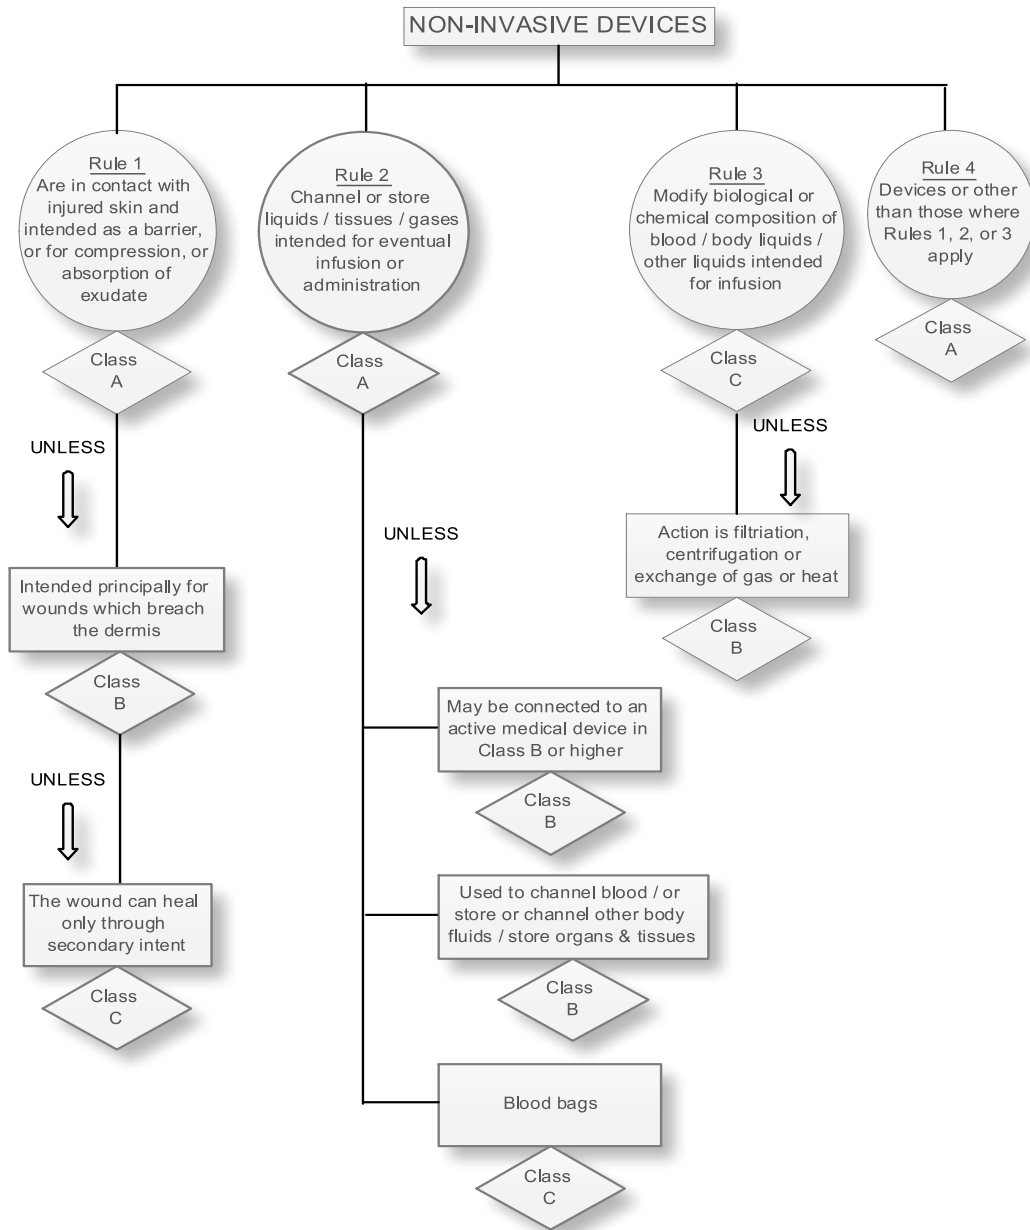 NON-INVASIVE DEVICES
Rule 1
Are in contact with
injured skin and
intended as a barrier,
or for compression, or
absorption of
exudate
Class
A
UNLESS
Intended principally for
wounds which breach
the dermis
Class
B
UNLESS
The wound can heal
only through
secondary intent
Class
C
Rule 2
Channel or store
liquids / tissues / gases
intended for eventual
infusion or
administration
Class
A
UNLESS
May be connected to an
active medical device in
Class B or higher
Class
B
Used to channel blood / or
store or channel other body
fluids / store organs & tissues
Class
B
Blood bags
Class
C
Rule 3
Modify biological or
chemical composition of
blood / body liquids /
other liquids intended
for infusion
Class
C
UNLESS
Action is filtriation,
centrifugation or
exchange of gas or heat
Class
B
Rule 4
Devices or other
than those where
Rules 1, 2, or 3
apply
Class
A